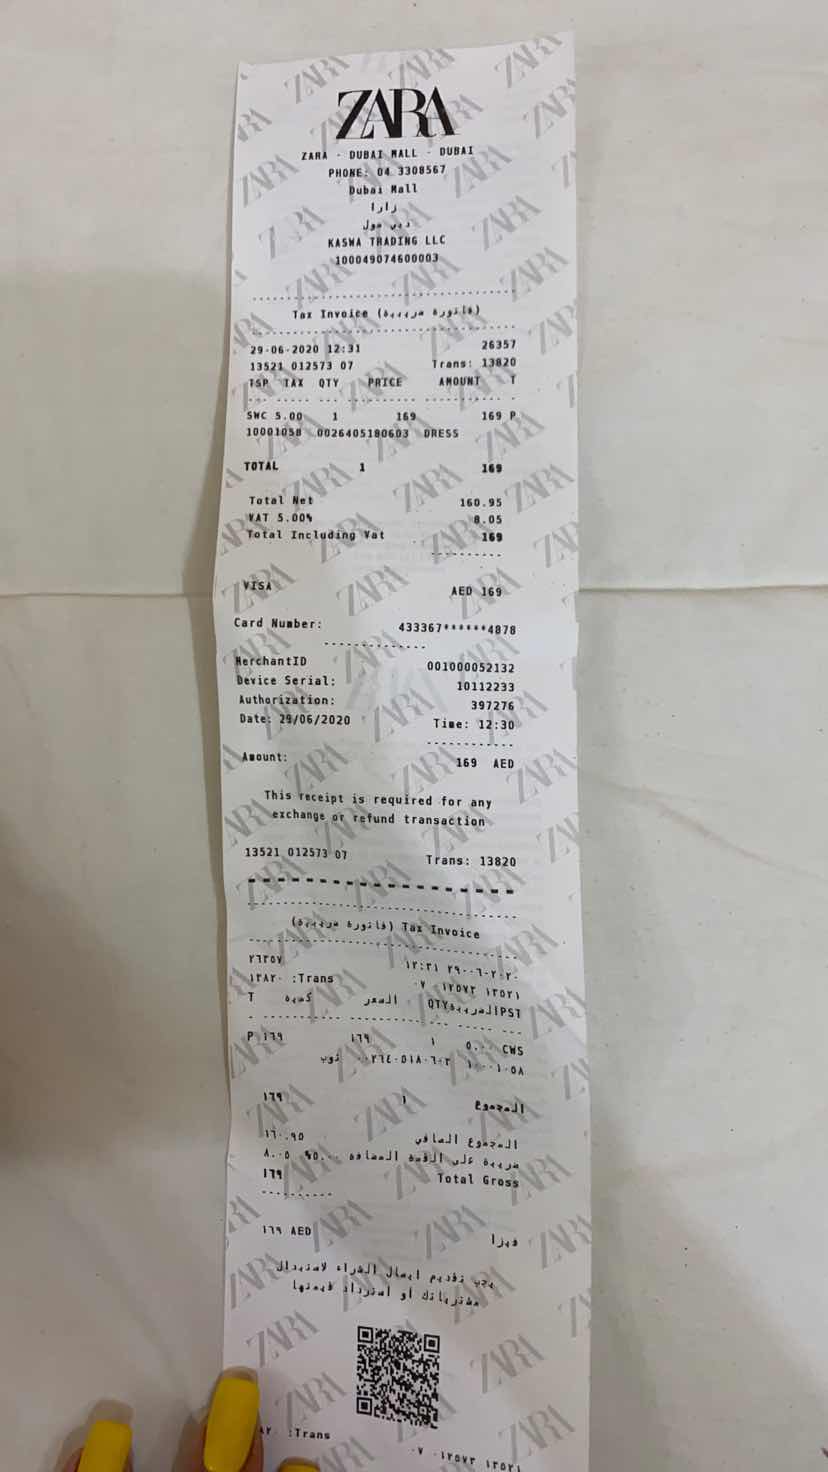 ZARA
ZARA - DUBAI MALL - DUBAI
PHONE: 04 3308567
Dubai Mall
زارا
دبي مول
KASWA TRADING LLC
100049074600003
Tax Invoice (فاتورة ضريبية)
29-06-2020 12:31 26357
13521 012573 07 Trans: 13820
TSP TAX QTY PRICE AMOUNT T
SWC 5.00 1 169 169 P
10001058 0026405180603 DRESS
TOTAL 1 169
Total Net 160.95
VAT 5.00% 8.05
Total Including Vat 169
VISA AED 169
Card Number: 433367******4878
MerchantID 001000052132
Device Serial: 10112233
Authorization: 397276
Date: 29/06/2020 Time: 12:30
Amount: 169 AED
This receipt is required for any
exchange or refund transaction
13521 012573 07 Trans: 13820
(فاتورة ضريبية) Tax Invoice
٢٦٣٥٧ ١٢:٣١ ٢٩-٠٦-٢٠٢٠
١٣٨٢٠ :Trans ٠٧ ٠١٢٥٧٣ ١٣٥٢١
T كمية السعر QTYالضريبةPST
P ١٦٩ ١٦٩ ١ ٥.٠٠ CWS
ثوب ٠٠٢٦٤٠٥١٨٠٦٠٣ ١٠٠٠١٠٥٨
١٦٩ ١ المجموع
١٦٠.٩٥ المجموع الصافي
٨.٠٥ %٥.٠٠ ضريبة على القيمة المضافة
١٦٩ Total Gross
١٦٩ AED فيزا
يجب تقديم ايصال الشراء لاستبدال
مشترياتك أو استرداد قيمتها
٨٢٠ :Trans
٠٧ ٠١٢٥٧٣ ١٣٥٢١